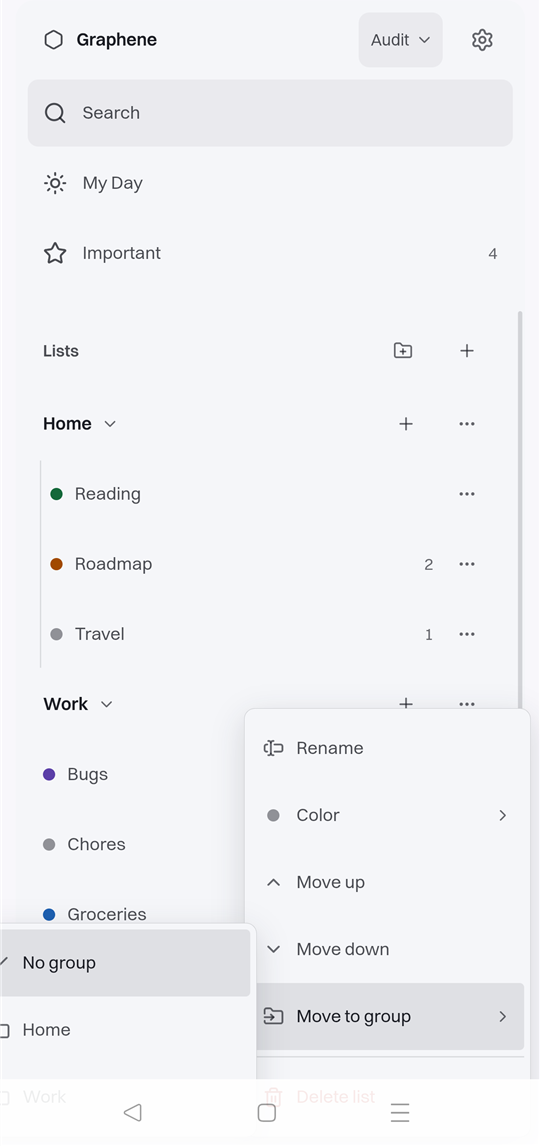 Graphene
Audit
Search
My Day
Important 4
Lists
Home
Reading
Roadmap 2
Travel 1
Work
Rename
Bugs
Color
Chores
Move up
Groceries
Move down
No group
Move to group
Home
Work
Delete list